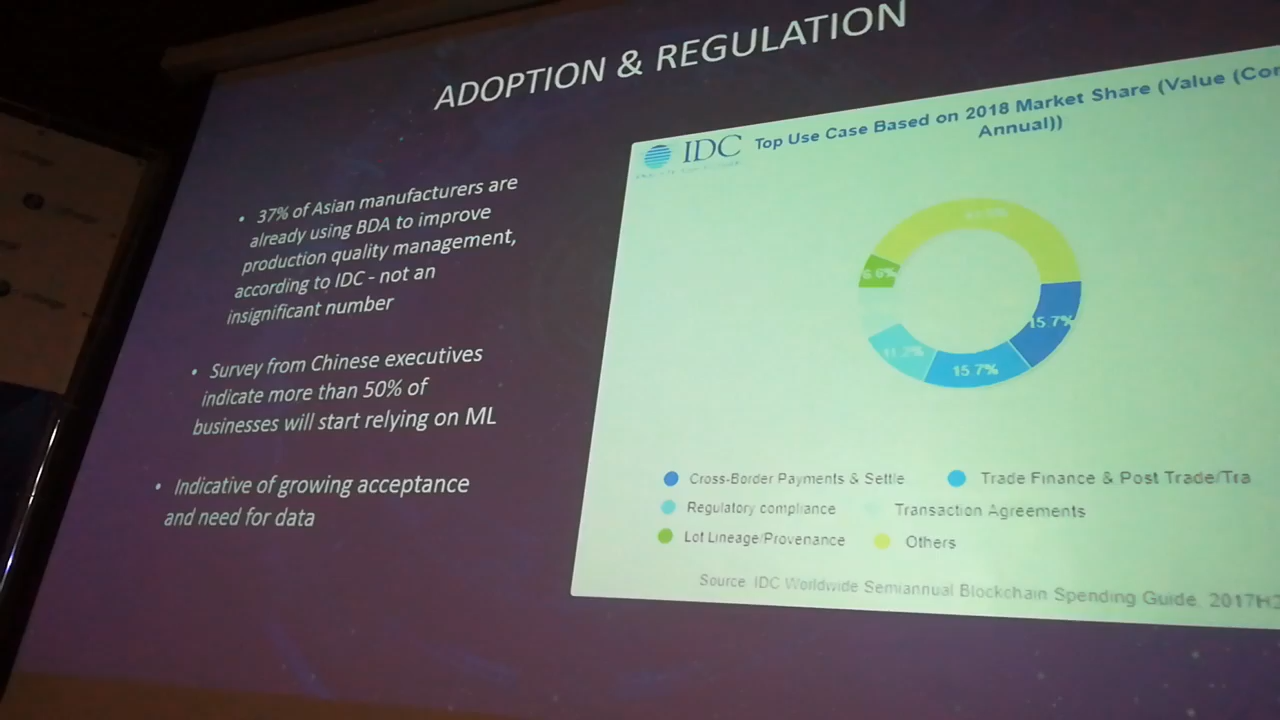 ADOPTION & REGULATION
• 37% of Asian manufacturers are
already using BDA to improve
production quality management,
according to IDC - not an
insignificant number
• Survey from Chinese executives
indicate more than 50% of
businesses will start relying on ML
• Indicative of growing acceptance
and need for data
IDC
Top Use Case Based on 2018 Market Share (Value (Con
Annual))
6.6%
15.7%
11.2%
15.7%
Cross-Border Payments & Settle
Trade Finance & Post Trade/Tra
Regulatory compliance
Transaction Agreements
Lot Lineage/Provenance
Others
Source: IDC Worldwide Semiannual Blockchain Spending Guide, 2017H2